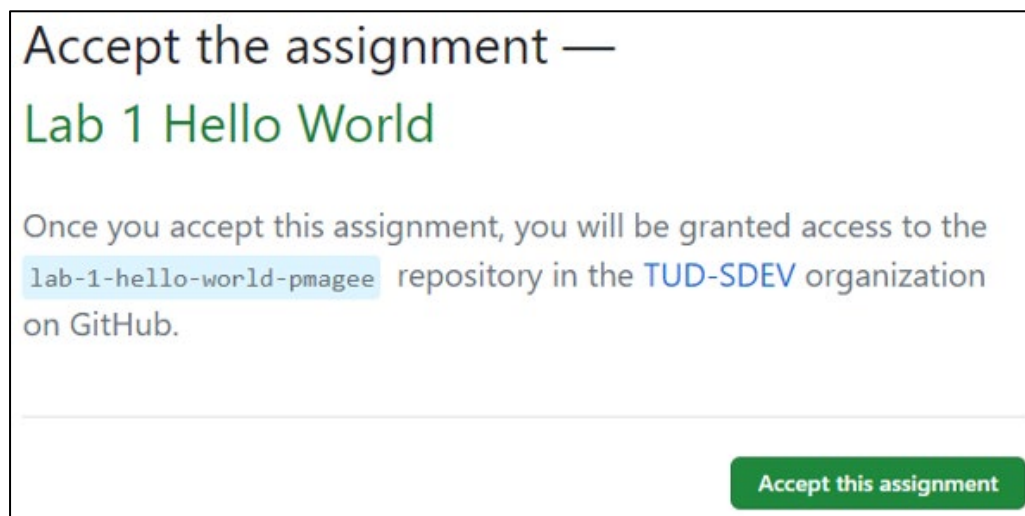 Accept the assignment —
Lab 1 Hello World
Once you accept this assignment, you will be granted access to the
lab-1-hello-world-pmagee repository in the TUD-SDEV organization
on GitHub.
Accept this assignment